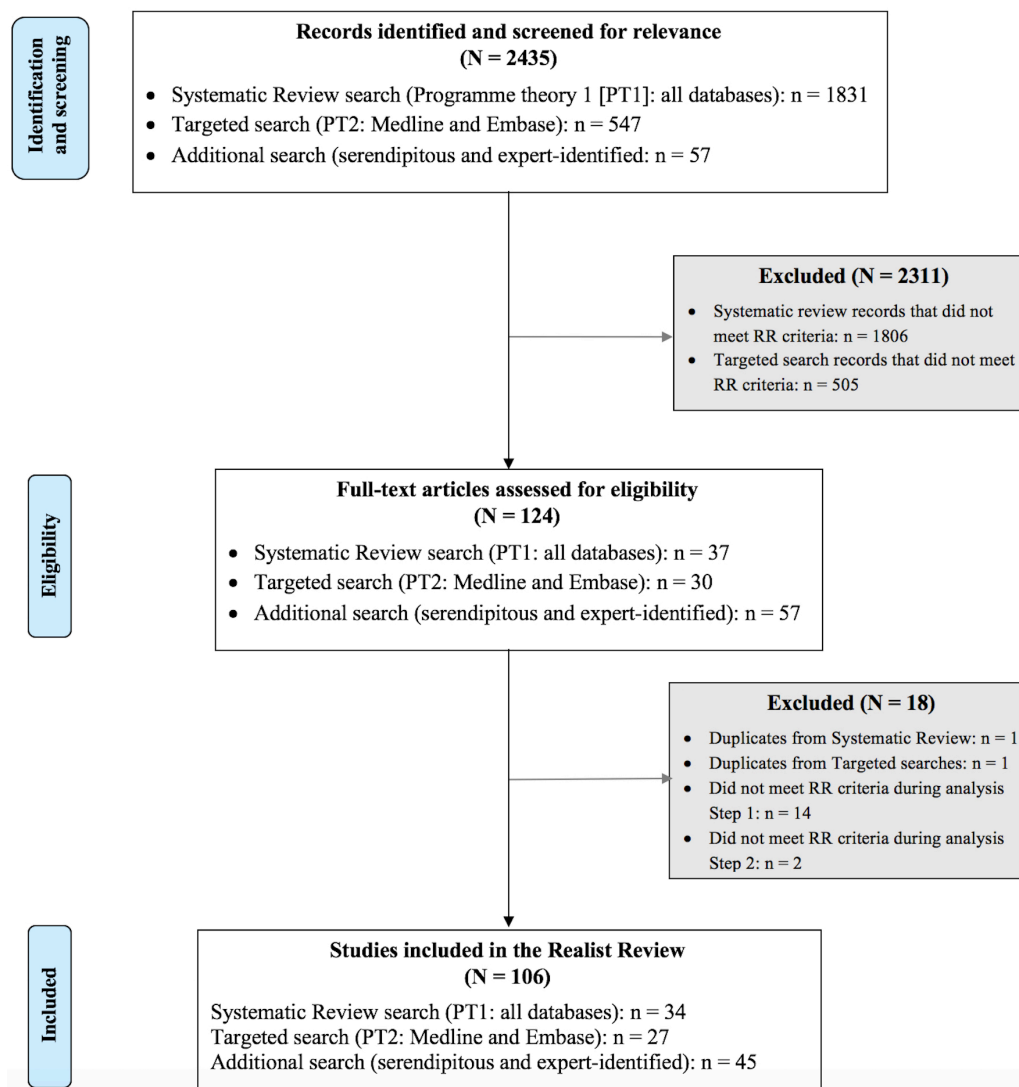 Identification
and screening
Records identified and screened for relevance
(N = 2435)
• Systematic Review search (Programme theory 1 [PT1]: all databases): n = 1831
• Targeted search (PT2: Medline and Embase): n = 547
• Additional search (serendipitous and expert-identified: n = 57
Excluded (N = 2311)
• Systematic review records that did not
meet RR criteria: n = 1806
• Targeted search records that did not meet
RR criteria: n = 505
Eligibility
Full-text articles assessed for eligibility
(N = 124)
• Systematic Review search (PT1: all databases): n = 37
• Targeted search (PT2: Medline and Embase): n = 30
• Additional search (serendipitous and expert-identified): n = 57
Excluded (N = 18)
• Duplicates from Systematic Review: n = 1
• Duplicates from Targeted searches: n = 1
• Did not meet RR criteria during analysis
Step 1: n = 14
• Did not meet RR criteria during analysis
Step 2: n = 2
Included
Studies included in the Realist Review
(N = 106)
Systematic Review search (PT1: all databases): n = 34
Targeted search (PT2: Medline and Embase): n = 27
Additional search (serendipitous and expert-identified): n = 45